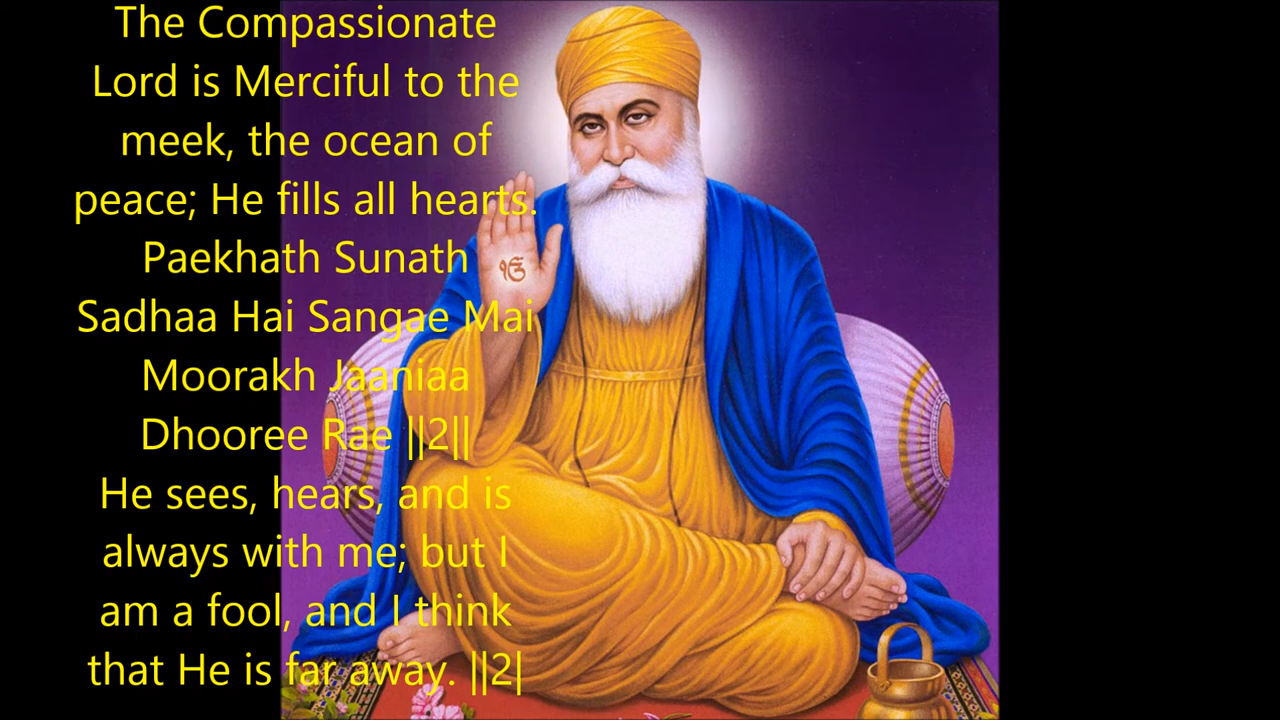 The Compassionate
Lord is Merciful to the
meek, the ocean of
peace; He fills all hearts.
Paekhath Sunath
Sadhaa Hai Sangae Mai
Moorakh Jaaniaa
Dhooree Rae ||2||
He sees, hears, and is
always with me; but I
am a fool, and I think
that He is far away. ||2|
ੴ